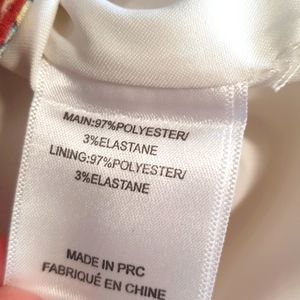 MAIN:97%POLYESTER/
3%ELASTANE
LINING:97%POLYESTER/
3%ELASTANE
MADE IN PRC
FABRIQUÉ EN CHINE